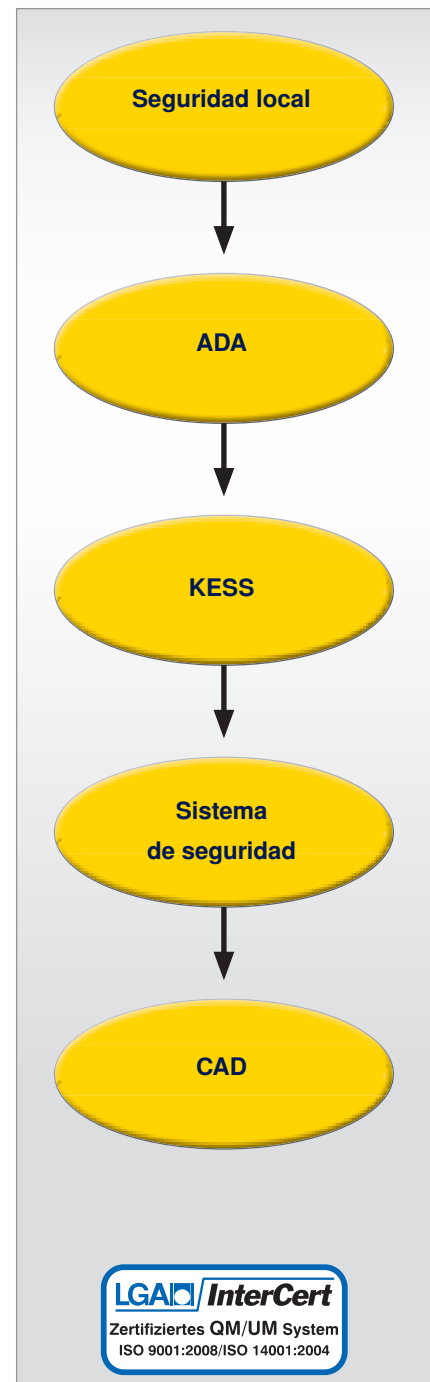 Seguridad local
ADA
KESS
Sistema
de seguridad
CAD
LGA InterCert
Zertifiziertes QM/UM System
ISO 9001:2008/ISO 14001:2004